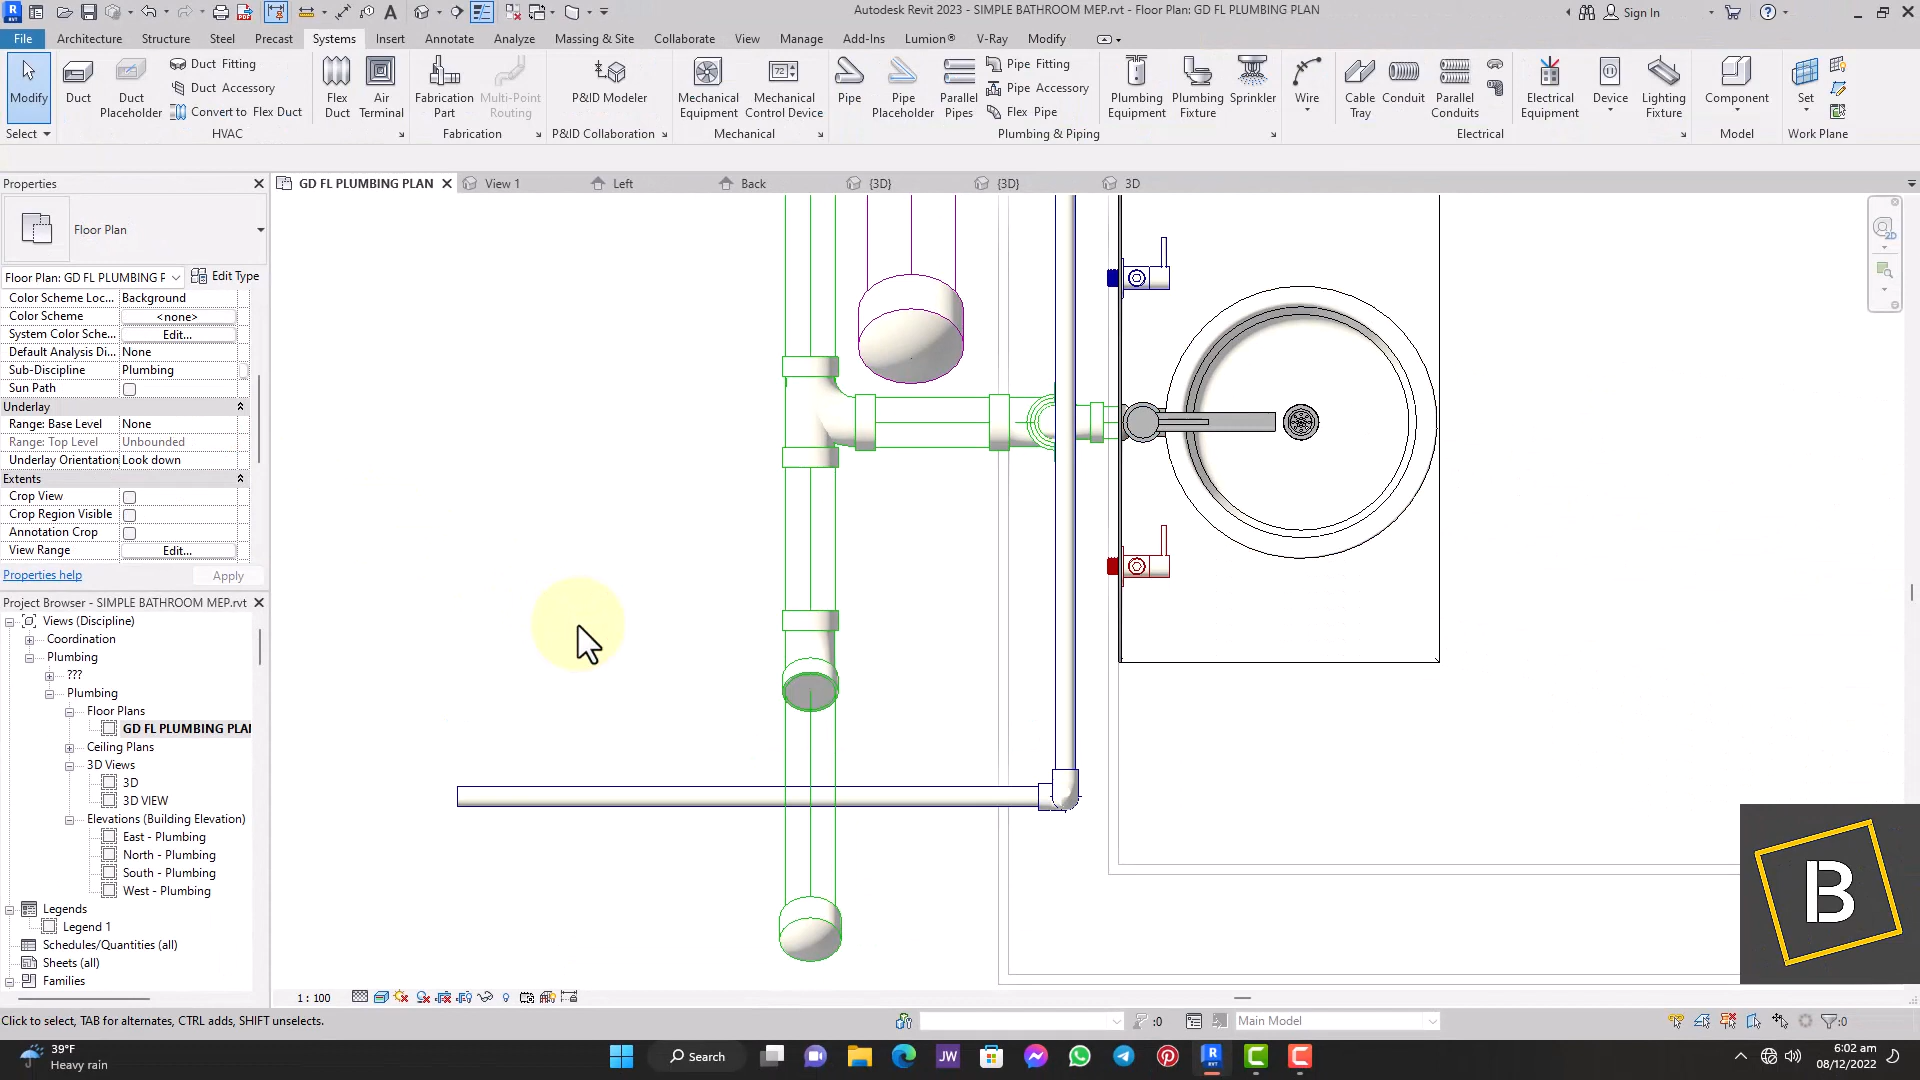 Autodesk Revit 2023 - SIMPLE BATHROOM MEP.rvt - Floor Plan: GD FL PLUMBING PLAN
Sign In
File Architecture Structure Steel Precast Systems Insert Annotate Analyze Massing & Site Collaborate View Manage Add-Ins Lumion® V-Ray Modify
Modify
Duct
Duct Placeholder
Duct Fitting
Duct Accessory
Convert to Flex Duct
Flex Duct
Air Terminal
Fabrication Part
Multi-Point Routing
P&ID Modeler
Mechanical Equipment
Mechanical Control Device
Pipe
Pipe Placeholder
Parallel Pipes
Pipe Fitting
Pipe Accessory
Flex Pipe
Plumbing Equipment
Plumbing Fixture
Sprinkler
Wire
Cable Tray
Conduit
Parallel Conduits
Electrical Equipment
Device
Lighting Fixture
Component
Set
Select HVAC Fabrication P&ID Collaboration Mechanical Plumbing & Piping Electrical Model Work Plane
Properties
GD FL PLUMBING PLAN View 1 Left Back {3D} {3D} 3D
Floor Plan
Floor Plan: GD FL PLUMBING P Edit Type
Color Scheme Loc... Background
Color Scheme <none>
System Color Sche... Edit...
Default Analysis Di... None
Sub-Discipline Plumbing
Sun Path
Underlay
Range: Base Level None
Range: Top Level Unbounded
Underlay Orientation Look down
Extents
Crop View
Crop Region Visible
Annotation Crop
View Range Edit...
Properties help Apply
Project Browser - SIMPLE BATHROOM MEP.rvt
Views (Discipline)
Coordination
Plumbing
???
Plumbing
Floor Plans
GD FL PLUMBING PLAN
Ceiling Plans
3D Views
3D
3D VIEW
Elevations (Building Elevation)
East - Plumbing
North - Plumbing
South - Plumbing
West - Plumbing
Legends
Legend 1
Schedules/Quantities (all)
Sheets (all)
Families
B
1 : 100
Click to select, TAB for alternates, CTRL adds, SHIFT unselects.
:0
Main Model
:0
39°F
Heavy rain
Search
JW
6:02 am
08/12/2022